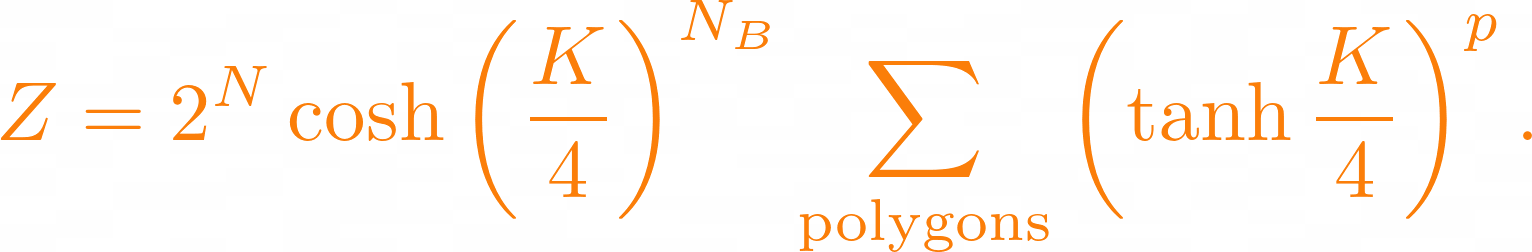 Z = 2^N cosh (K/4)^{N_B} ∑_{polygons} (tanh K/4)^p .